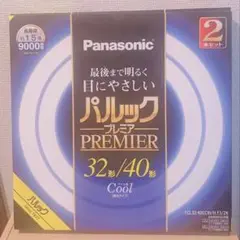 Panasonic
2
最後まで明るく
目にやさしい
パルック
プレミア
PREMIER
32形/40形
Cool
パルック